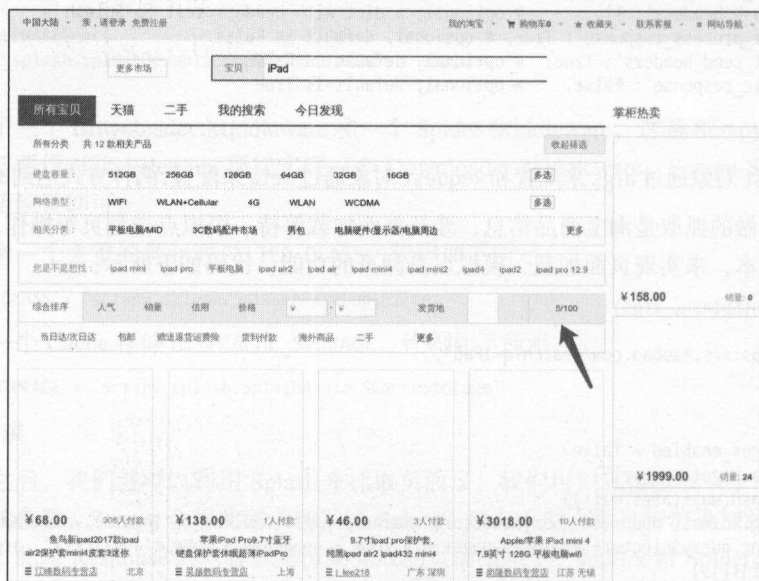 中国大陆 亲，请登录 免费注册 我的淘宝 购物车0 收藏夹 联系客服 网站导航
更多市场 宝贝 iPad
所有宝贝 天猫 二手 我的搜索 今日发现 掌柜热卖
所有分类 共 12 款相关产品 收起筛选
硬盘容量： 512GB 256GB 128GB 64GB 32GB 16GB 多选
网络类型： WIFI WLAN+Cellular 4G WLAN WCDMA 多选
相关分类： 平板电脑/MID 3C数码配件市场 男包 电脑硬件/显示器/电脑周边 更多
您是不是想找： ipad mini ipad pro 平板电脑 ipad air2 ipad air ipad mini4 ipad mini2 ipad4 ipad2 ipad pro 12.9
¥158.00 销量: 0
综合排序 人气 销量 信用 价格 ¥ - ¥ 发货地 5/100
当日达/次日达 包邮 赠送退货运费险 货到付款 海外商品 二手 更多
¥1999.00 销量: 24
¥68.00 ¥138.00 9人付款 ¥46.00 3人付款 ¥3018.00 10人付款
鱼鸟新ipad2017款ipad 苹果iPad Pro9.7寸蓝牙 9.7寸ipad pro保护套, Apple/苹果 iPad mini 4
air2保护套mini4皮套3迷你 键盘保护套休眠超薄iPadPro 纯黑ipad air2 ipad432 mini4 7.9英寸 128G 平板电脑wifi
江峰数码专营店 北京 昊越数码专营店 上海 广东 深圳 数码专营店 江苏 无锡